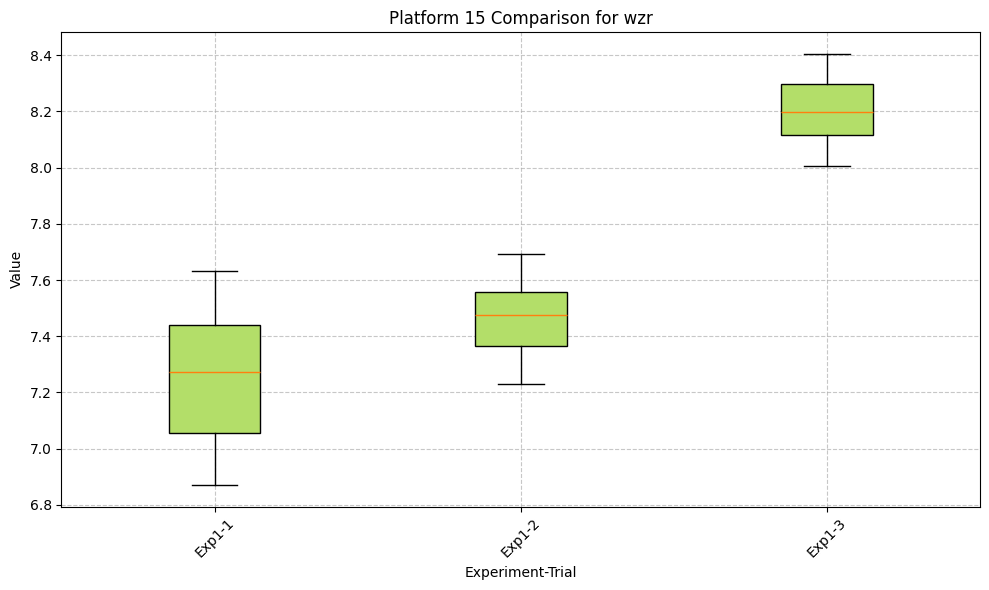 Platform 15 Comparison for wzr
8.4
8.2
8.0
7.8
7.6
7.4
7.2
7.0
6.8
Value
Exp1-1
Exp1-2
Exp1-3
Experiment-Trial